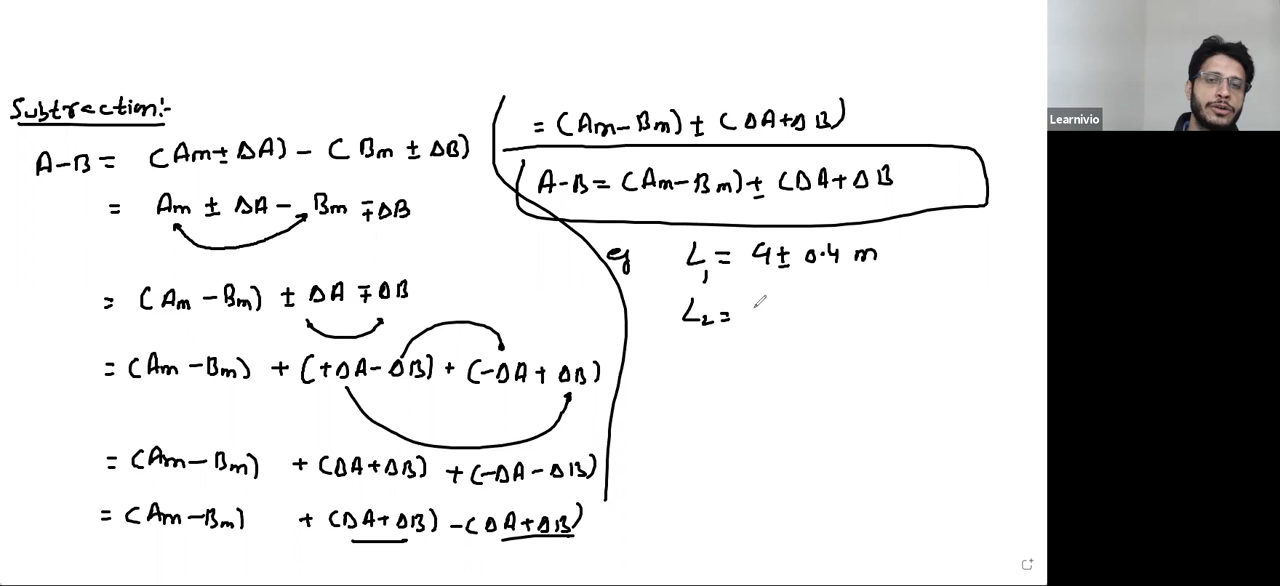 Subtrection:-
A-B = (Am ± ΔA) - (Bm ± ΔB)
= Am ± ΔA - Bm ∓ ΔB
= (Am - Bm) ± ΔA ∓ ΔB
= (Am - Bm) + (+ΔA - ΔB) + (-ΔA + ΔB)
= (Am - Bm) + (ΔA + ΔB) + (-ΔA - ΔB)
= (Am - Bm) + (ΔA + ΔB) - (ΔA + ΔB)
= (Am - Bm) ± (ΔA + ΔB)
A-B = (Am - Bm) ± (ΔA + ΔB
eg L₁ = 4 ± 0.4 m
L₂ =
Learnivio